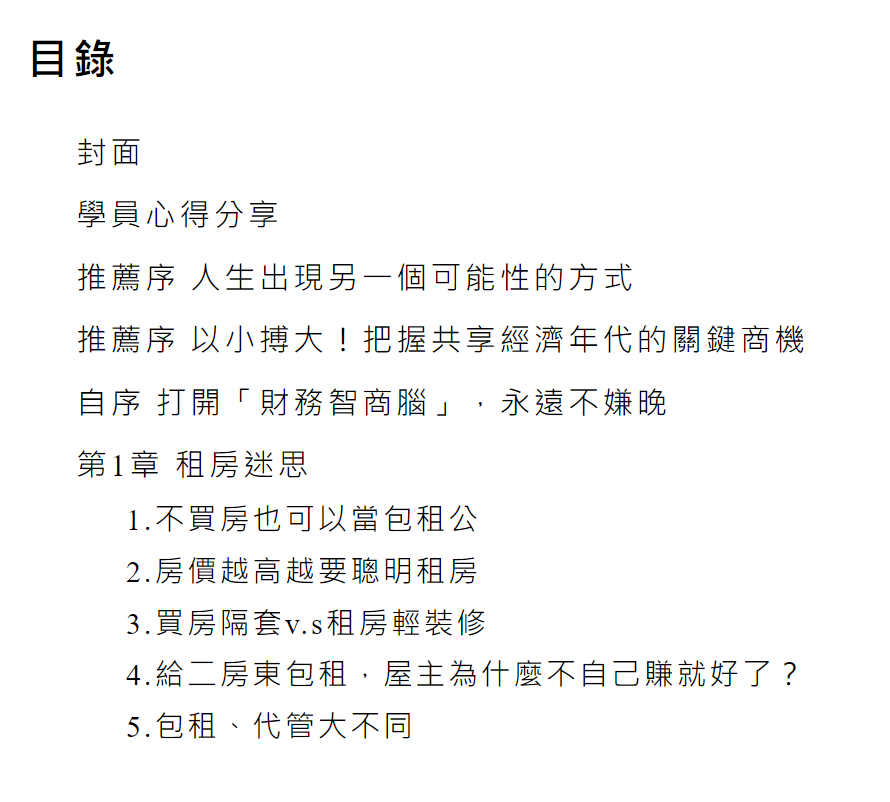 目錄
封面
學員心得分享
推薦序 人生出現另一個可能性的方式
推薦序 以小搏大！把握共享經濟年代的關鍵商機
自序 打開「財務智商腦」，永遠不嫌晚
第1章 租房迷思
1.不買房也可以當包租公
2.房價越高越要聰明租房
3.買房隔套v.s租房輕裝修
4.給二房東包租，屋主為什麼不自己賺就好了？
5.包租、代管大不同